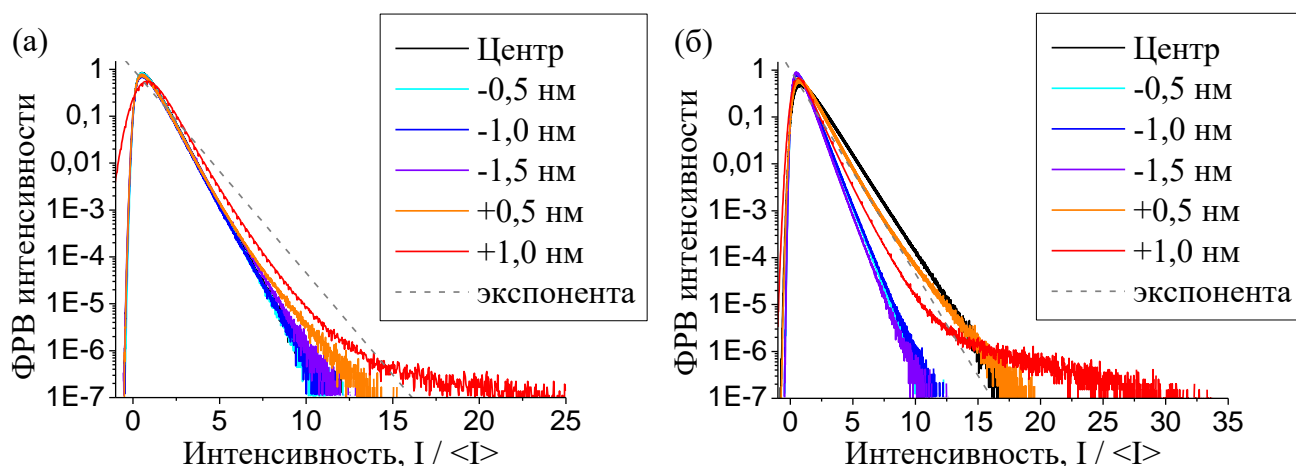 (а)
ФРВ интенсивности
1
0,1
0,01
1E-3
1E-4
1E-5
1E-6
1E-7
0 5 10 15 20 25
Интенсивность, I / <I>
Центр
-0,5 нм
-1,0 нм
-1,5 нм
+0,5 нм
+1,0 нм
экспонента
(б)
ФРВ интенсивности
1
0,1
0,01
1E-3
1E-4
1E-5
1E-6
1E-7
0 5 10 15 20 25 30 35
Интенсивность, I / <I>
Центр
-0,5 нм
-1,0 нм
-1,5 нм
+0,5 нм
+1,0 нм
экспонента